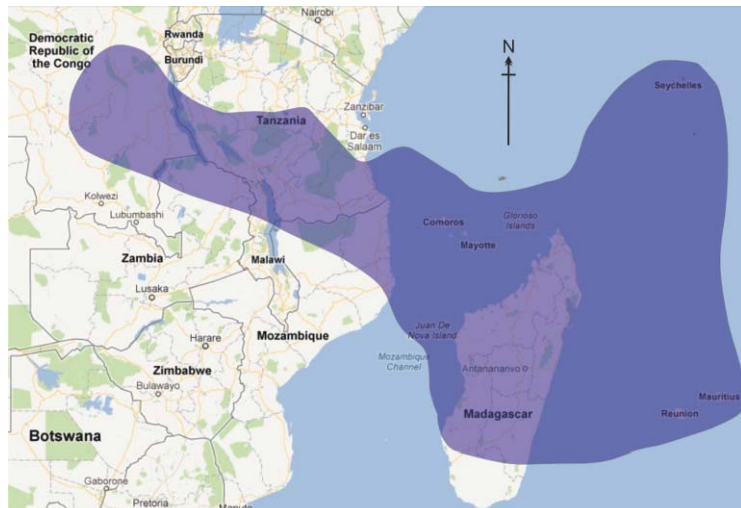 Nairobi
Rwanda
Democratic
Republic of
the Congo
Burundi
N
Seychelles
Zanzibar
Tanzania
Dar es
Salaam
Kolwezi
Lubumbashi
Comoros
Glorioso
Islands
Mayotte
Zambia
Malawi
Lusaka
Juan De
Nova Island
Harare
Mozambique
Mozambique
Channel
Zimbabwe
Antananarivo
Bulawayo
Mauritius
Reunion
Madagascar
Botswana
Gaborone
Pretoria
Maputo